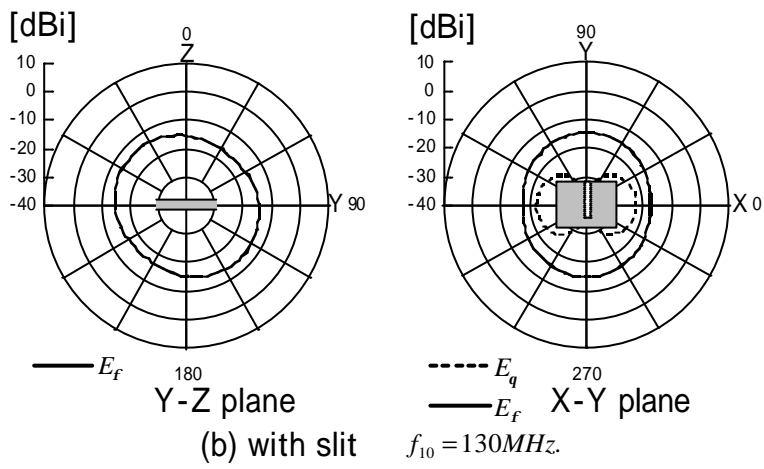 [dBi]
0
Z
10
0
-10
-20
-30
-40
Y 90
180
E_f
Y-Z plane
[dBi]
90
Y
10
0
-10
-20
-30
-40
X 0
270
E_q
E_f
X-Y plane
(b) with slit f₁₀ = 130MHz.